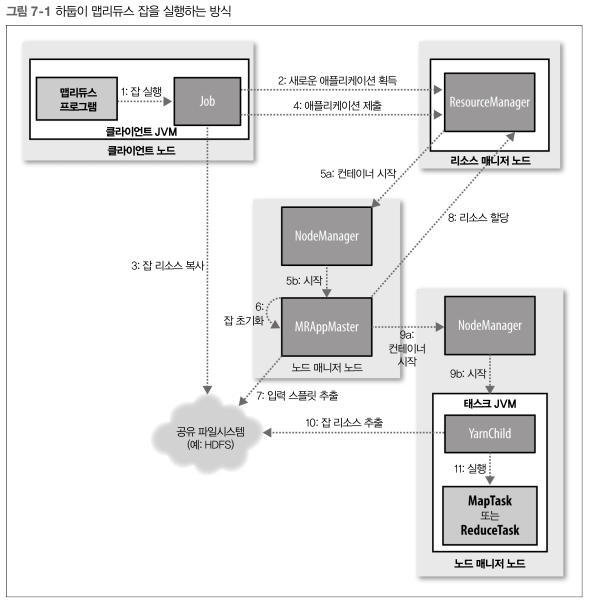 그림 7-1 하둡이 맵리듀스 잡을 실행하는 방식
맵리듀스
프로그램
1: 잡 실행
Job
클라이언트 JVM
클라이언트 노드
2: 새로운 애플리케이션 획득
4: 애플리케이션 제출
ResourceManager
리소스 매니저 노드
3: 잡 리소스 복사
5a: 컨테이너 시작
NodeManager
5b: 시작
6:
잡 초기화
MRAppMaster
노드 매니저 노드
8: 리소스 할당
7: 입력 스플릿 추출
9a:
컨테이너
시작
NodeManager
9b: 시작
태스크 JVM
YarnChild
11: 실행
MapTask
또는
ReduceTask
노드 매니저 노드
10: 잡 리소스 추출
공유 파일시스템
(예: HDFS)